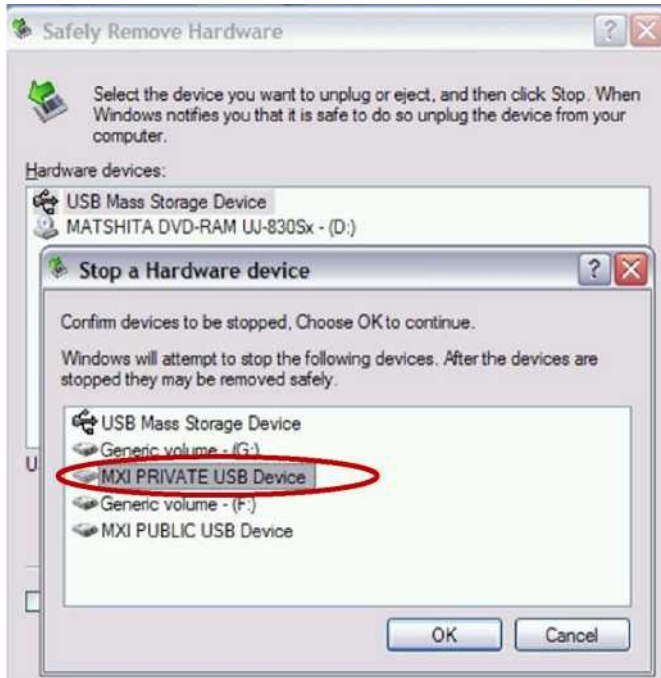 Safely Remove Hardware
Select the device you want to unplug or eject, and then click Stop. When
Windows notifies you that it is safe to do so unplug the device from your
computer.
Hardware devices:
USB Mass Storage Device
MATSHITA DVD-RAM UJ-830Sx - (D:)
Stop a Hardware device
Confirm devices to be stopped, Choose OK to continue.
Windows will attempt to stop the following devices. After the devices are
stopped they may be removed safely.
USB Mass Storage Device
Generic volume - (G:)
U
MXI PRIVATE USB Device
Generic volume - (F:)
MXI PUBLIC USB Device
OK Cancel